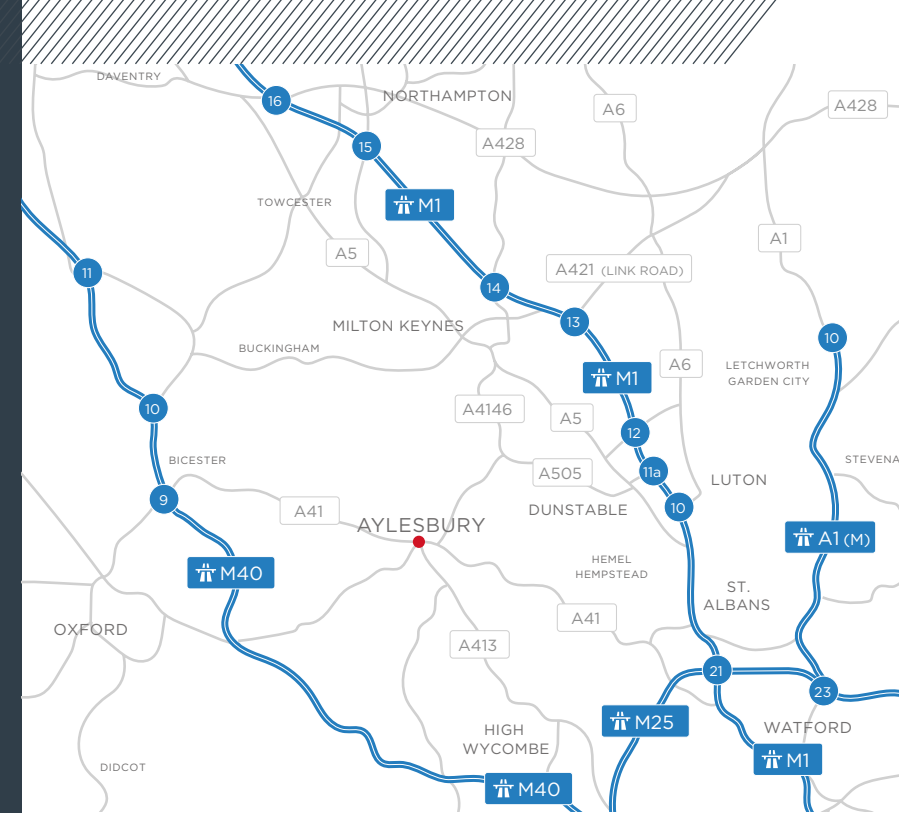 DAVENTRY
16
NORTHAMPTON
A6
A428
15
A428
TOWCESTER
M1
A1
A5
11
A421 (LINK ROAD)
14
13
MILTON KEYNES
10
BUCKINGHAM
A6
LETCHWORTH
GARDEN CITY
M1
10
A4146
A5
12
BICESTER
STEVENA
11a
A505
LUTON
9
A41
DUNSTABLE
10
AYLESBURY
A1 (M)
HEMEL
HEMPSTEAD
M40
ST.
ALBANS
OXFORD
A41
A413
21
23
M25
HIGH
WYCOMBE
WATFORD
M1
DIDCOT
M40